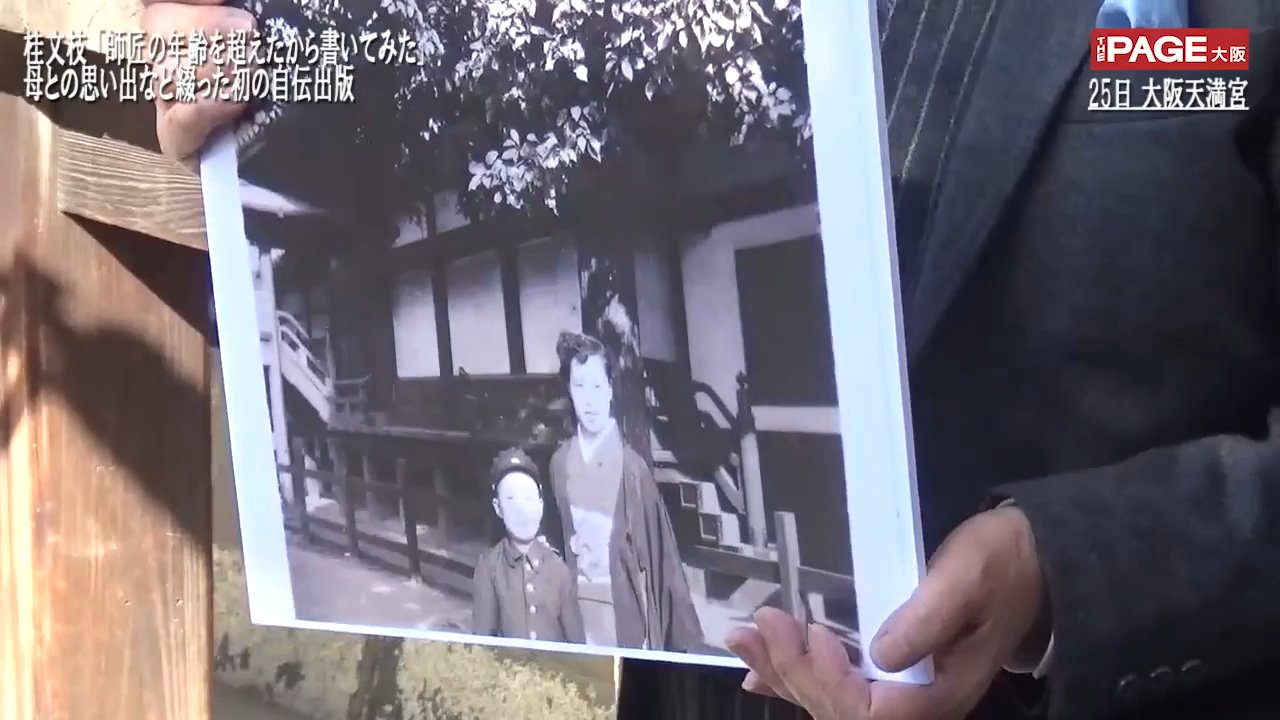 桂文枝「師匠の年齢を超えたから書いてみた」
母との思い出など綴った初の自伝出版
THE PAGE 大阪
25日 大阪天満宮